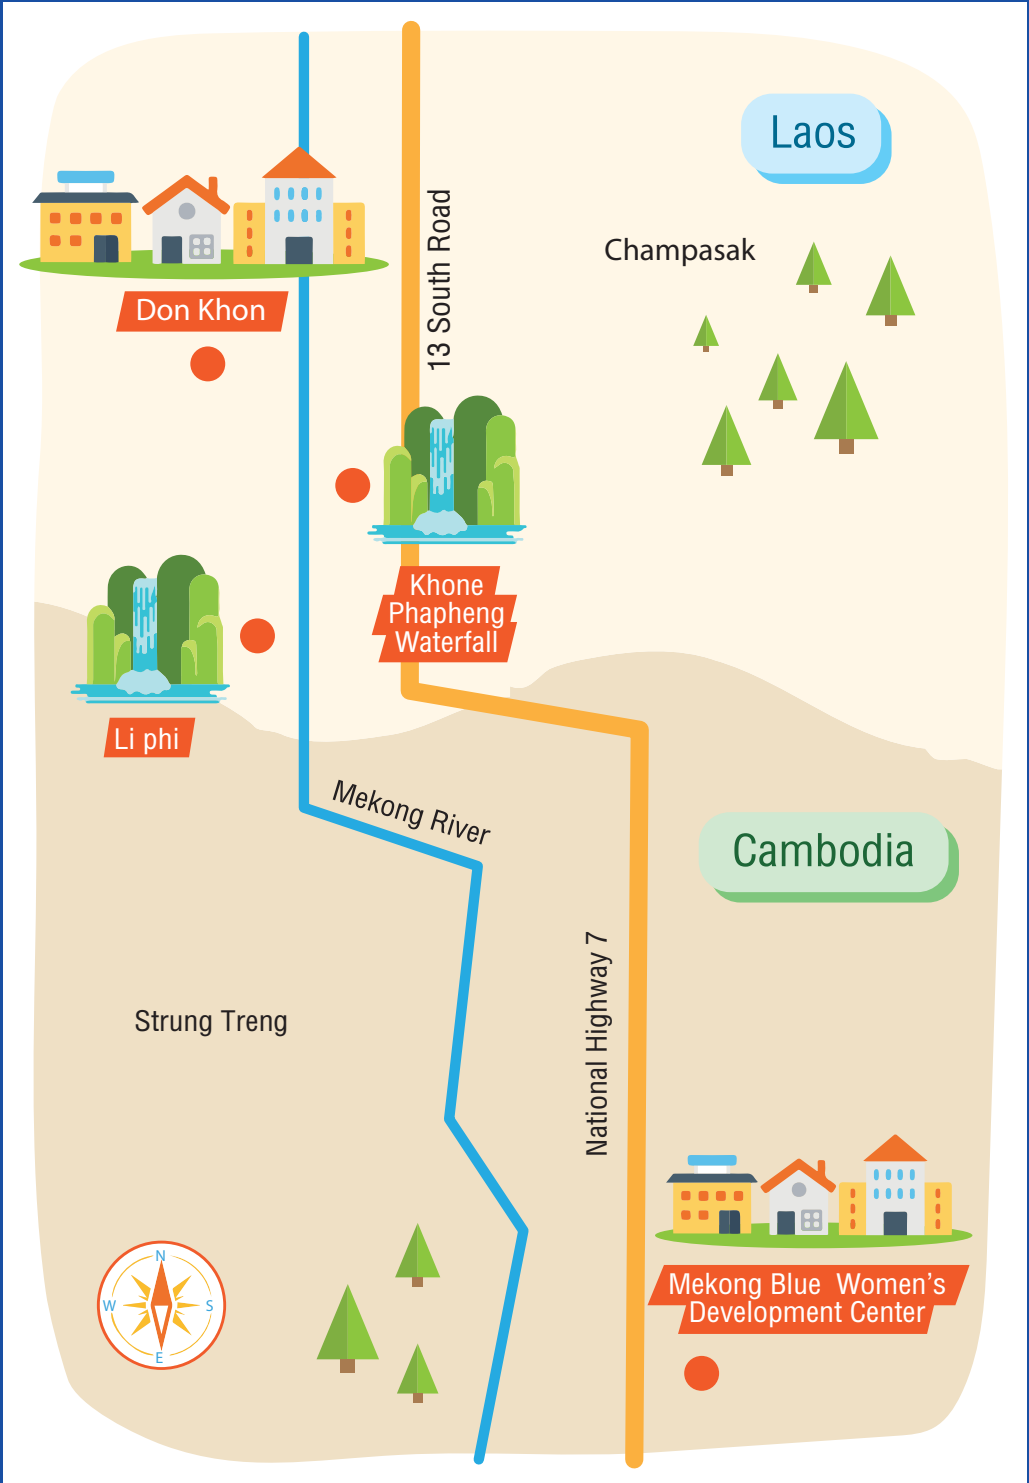 Laos
Champasak
13 South Road
Don Khon
Khone
Phapheng
Waterfall
Li phi
Mekong River
Cambodia
National Highway 7
Strung Treng
Mekong Blue Women's
Development Center
N
W
S
E